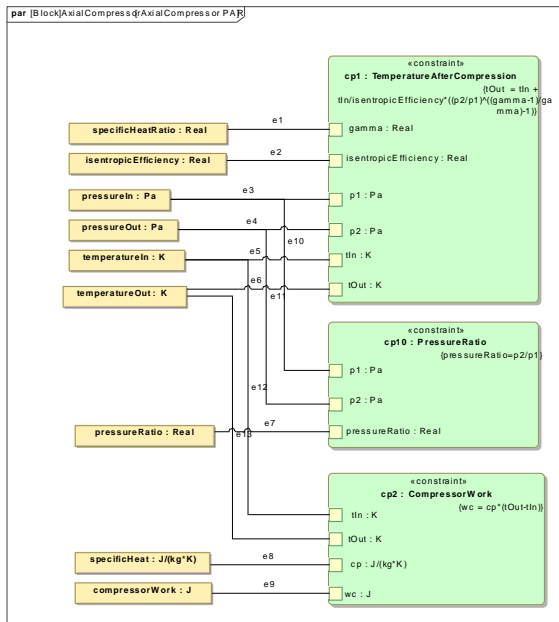 par [Block]AxialCompressor[AxialCompressor PAR]
«constraint»
cp1 : TemperatureAfterCompression
{tOut = tIn +
tIn/isentropicEfficiency*((p2/p1)^((gamma-1)/ga
mma)-1)}
e1
specificHeatRatio : Real
gamma : Real
e2
isentropicEfficiency : Real
isentropicEfficiency : Real
e3
pressureIn : Pa
p1 : Pa
e4
pressureOut : Pa
p2 : Pa
e10
e5
temperatureIn : K
tIn : K
e6
temperatureOut : K
tOut : K
e11
«constraint»
cp10 : PressureRatio
{pressureRatio=p2/p1}
p1 : Pa
e12
p2 : Pa
e7
pressureRatio : Real
pressureRatio : Real
e13
«constraint»
cp2 : CompressorWork
{wc = cp*(tOut-tIn)}
tIn : K
tOut : K
e8
specificHeat : J/(kg*K)
cp : J/(kg*K)
e9
compressorWork : J
wc : J